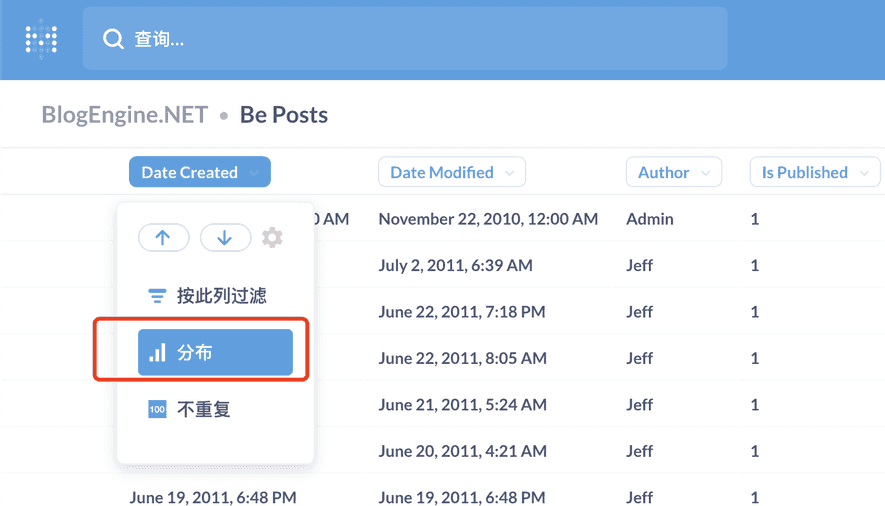 查询...
BlogEngine.NET • Be Posts
Date Created Date Modified Author Is Published
0 AM November 22, 2010, 12:00 AM Admin 1
July 2, 2011, 6:39 AM Jeff 1
按此列过滤
June 22, 2011, 7:18 PM Jeff 1
分布
June 22, 2011, 8:05 AM Jeff 1
100 不重复
June 21, 2011, 5:24 AM Jeff 1
June 20, 2011, 4:21 AM Jeff 1
June 19, 2011, 6:48 PM June 19, 2011, 6:48 PM Jeff 1